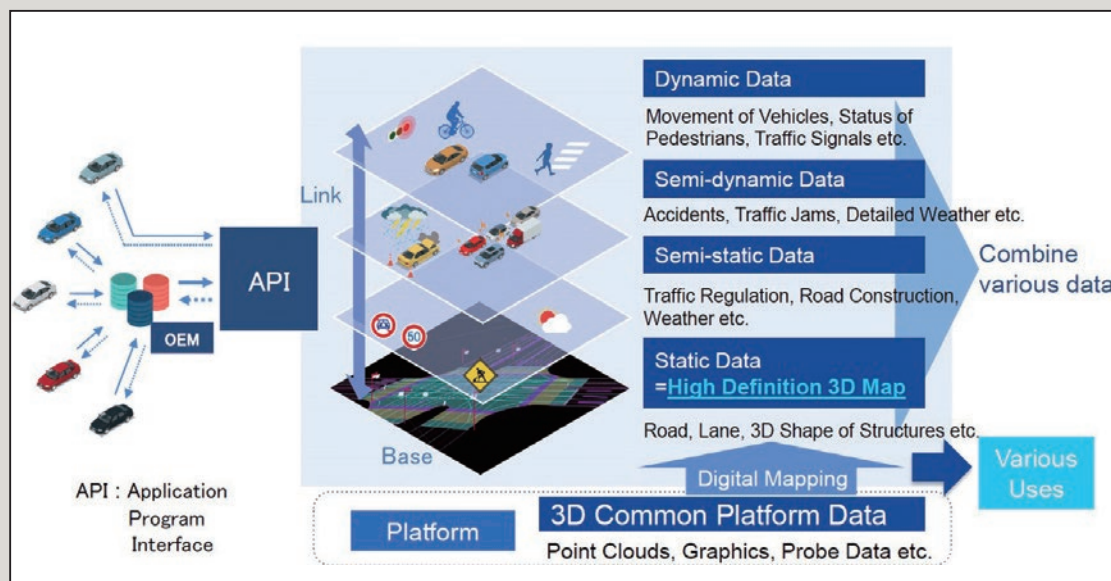 Link
API
OEM
API : Application
Program
Interface
50
Base
Dynamic Data
Movement of Vehicles, Status of
Pedestrians, Traffic Signals etc.
Semi-dynamic Data
Accidents, Traffic Jams, Detailed Weather etc.
Semi-static Data
Traffic Regulation, Road Construction,
Weather etc.
Static Data
=High Definition 3D Map
Road, Lane, 3D Shape of Structures etc.
Combine
various data
Digital Mapping
Various
Uses
Platform
3D Common Platform Data
Point Clouds, Graphics, Probe Data etc.